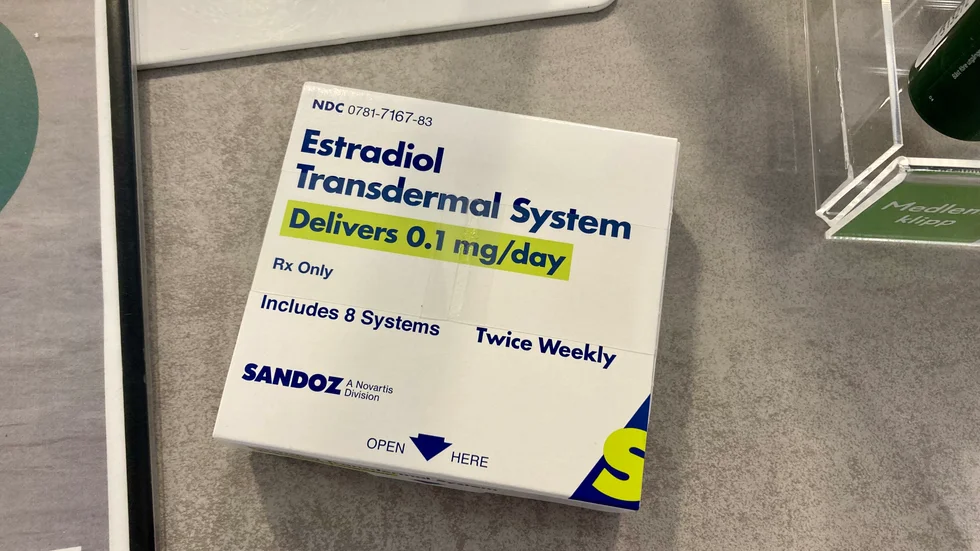 NDC 0781-7167-83
Estradiol
Transdermal System
Delivers 0.1 mg/day
Rx Only
Includes 8 Systems
Twice Weekly
SANDOZ A Novartis
Division
OPEN HERE
S
klipp